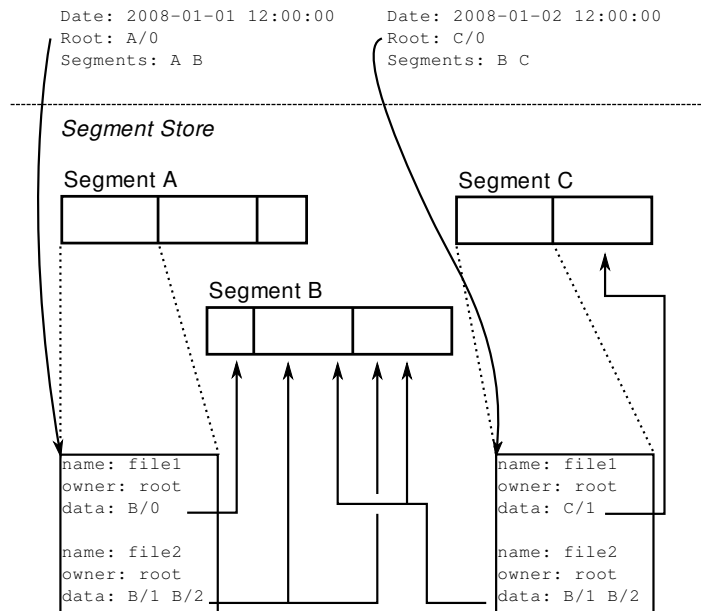 Date: 2008-01-01 12:00:00
Root: A/0
Segments: A B
Date: 2008-01-02 12:00:00
Root: C/0
Segments: B C
Segment Store
Segment A
Segment C
Segment B
name: file1
owner: root
data: B/0
name: file2
owner: root
data: B/1 B/2
name: file1
owner: root
data: C/1
name: file2
owner: root
data: B/1 B/2